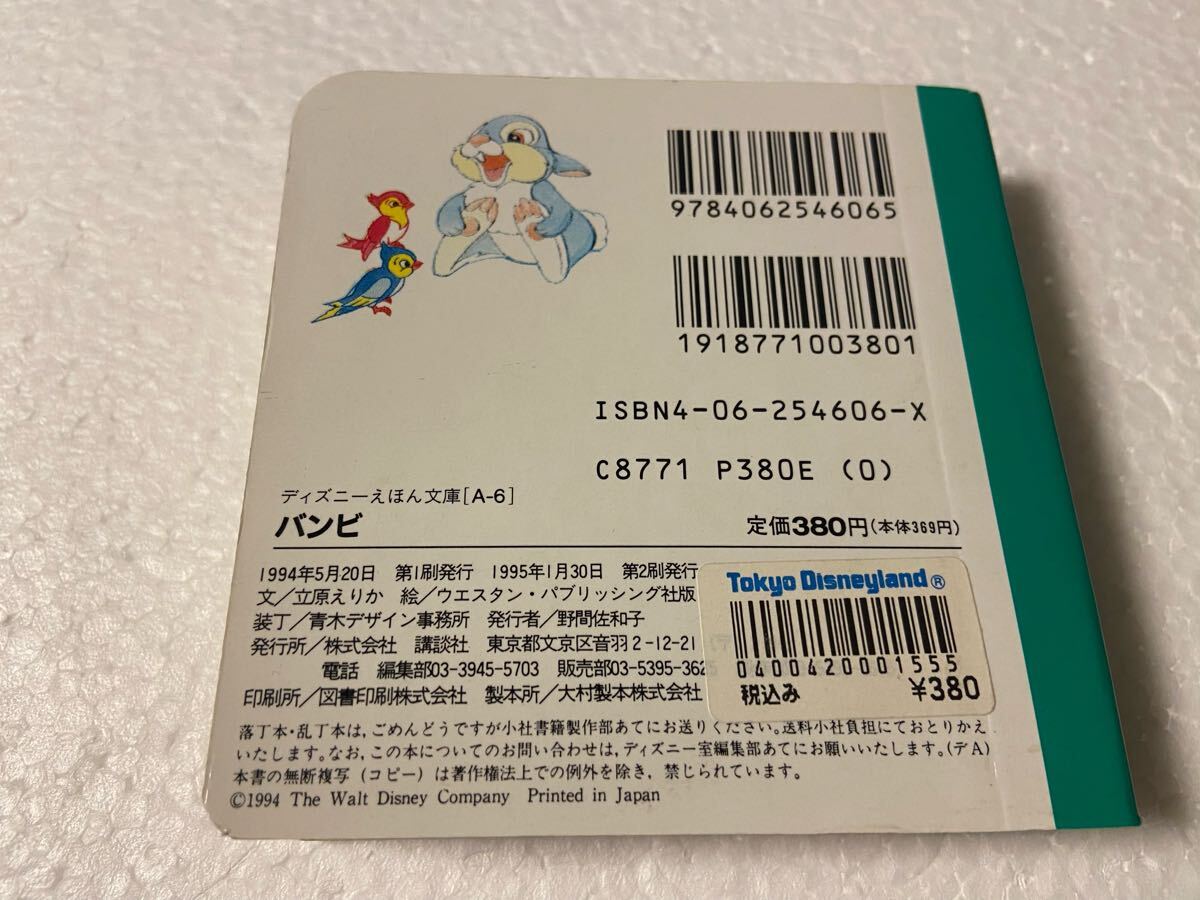 9784062546065
1918771003801
ISBN4-06-254606-X
C8771 P380E (0)
ディズニーえほん文庫[A-6]
バンビ 定価380円(本体369円)
1994年5月20日 第1刷発行 1995年1月30日 第2刷発行
文／立原えりか 絵／ウエスタン・パブリッシング社版
装丁／青木デザイン事務所 発行者／野間佐和子
発行所／株式会社 講談社 東京都文京区音羽2-12-21
電話 編集部03-3945-5703 販売部03-5395-362
印刷所／図書印刷株式会社 製本所／大村製本株式会社
Tokyo Disneyland®
0400420001555
税込み ¥380
落丁本・乱丁本は，ごめんどうですが小社書籍製作部あてにお送りください。送料小社負担にておとりかえ
いたします。なお，この本についてのお問い合わせは，ディズニー室編集部あてにお願いいたします。(デA)
本書の無断複写（コピー）は著作権法上での例外を除き，禁じられています。
©1994 The Walt Disney Company Printed in Japan